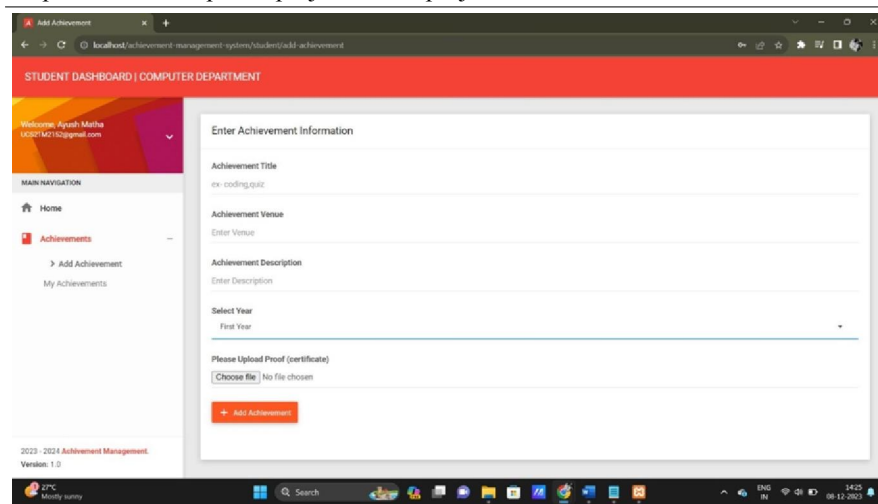 Add Achievement
localhost/achievement-management-system/student/add-achievement
STUDENT DASHBOARD | COMPUTER DEPARTMENT
Welcome, Ayush Matha
UCS21M2152@gmail.com
MAIN NAVIGATION
Home
Achievements
Add Achievement
My Achievements
2023 - 2024 Achivement Management.
Version: 1.0
Enter Achievement Information
Achievement Title
ex- coding,quiz
Achievement Venue
Enter Venue
Achievement Description
Enter Description
Select Year
First Year
Please Upload Proof (certificate)
Choose file No file chosen
+ Add Achievement
27°C
Mostly sunny
Search
ENG
IN
14:25
08-12-2023